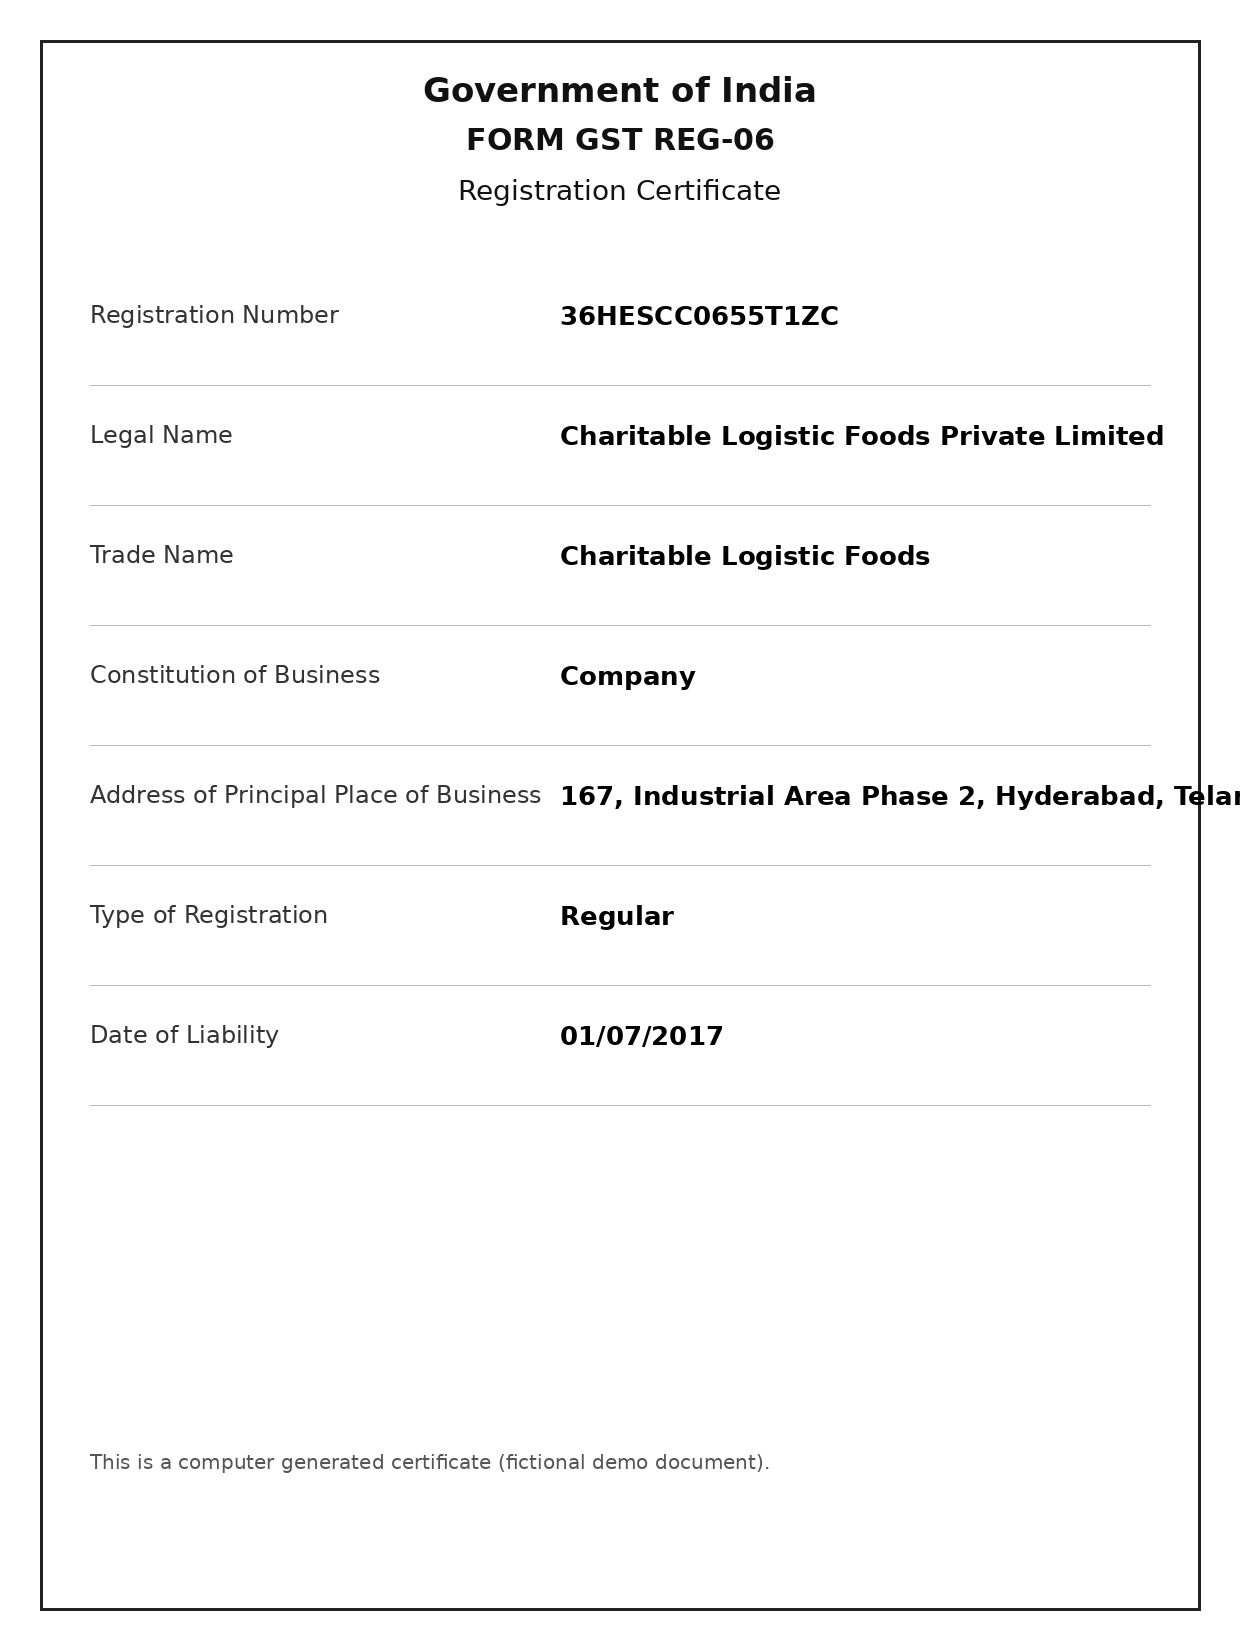 Government of India
FORM GST REG-06
Registration Certificate
Registration Number 36HESCC0655T1ZC
Legal Name Charitable Logistic Foods Private Limited
Trade Name Charitable Logistic Foods
Constitution of Business Company
Address of Principal Place of Business 167, Industrial Area Phase 2, Hyderabad,
Type of Registration Regular
Date of Liability 01/07/2017
This is a computer generated certificate (fictional demo document).